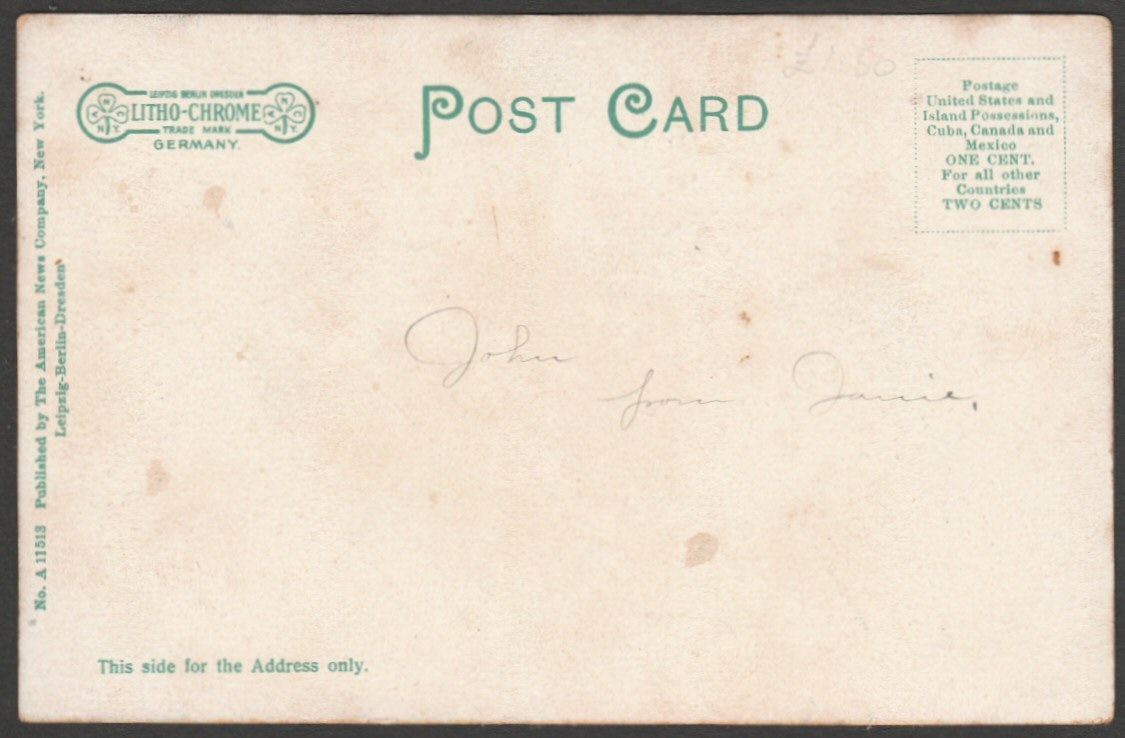 £1.50
LEIPZIG BERLIN DRESDEN
LITHO-CHROME
TRADE MARK
GERMANY.
POST CARD
Postage
United States and
Island Possessions,
Cuba, Canada and
Mexico
ONE CENT.
For all other
Countries
TWO CENTS
No. A 11513 Published by The American News Company, New York.
Leipzig-Berlin-Dresden
John
from Janie.
This side for the Address only.